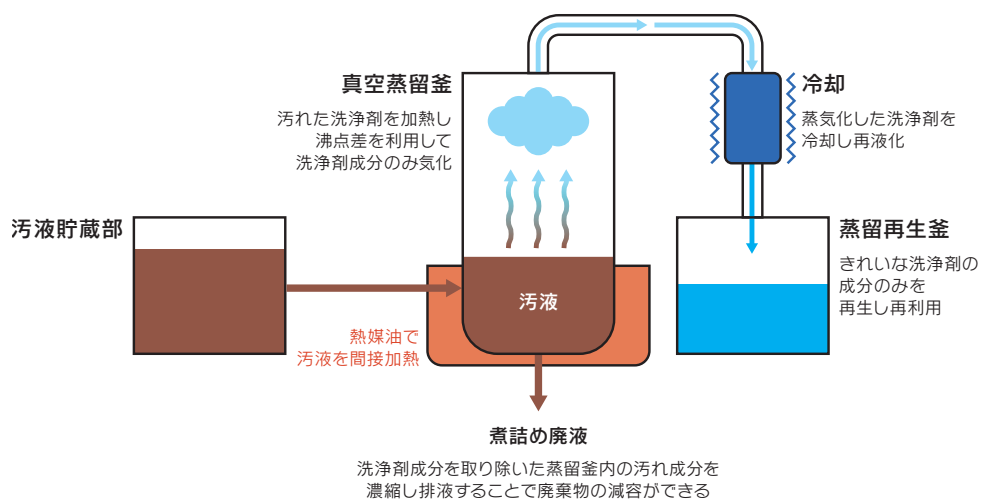 真空蒸留釜
汚れた洗浄剤を加熱し
沸点差を利用して
洗浄剤成分のみ気化
冷却
蒸気化した洗浄剤を
冷却し再液化
汚液貯蔵部
蒸留再生釜
きれいな洗浄剤の
成分のみを
再生し再利用
汚液
熱媒油で
汚液を間接加熱
煮詰め廃液
洗浄剤成分を取り除いた蒸留釜内の汚れ成分を
濃縮し排液することで廃棄物の減容ができる